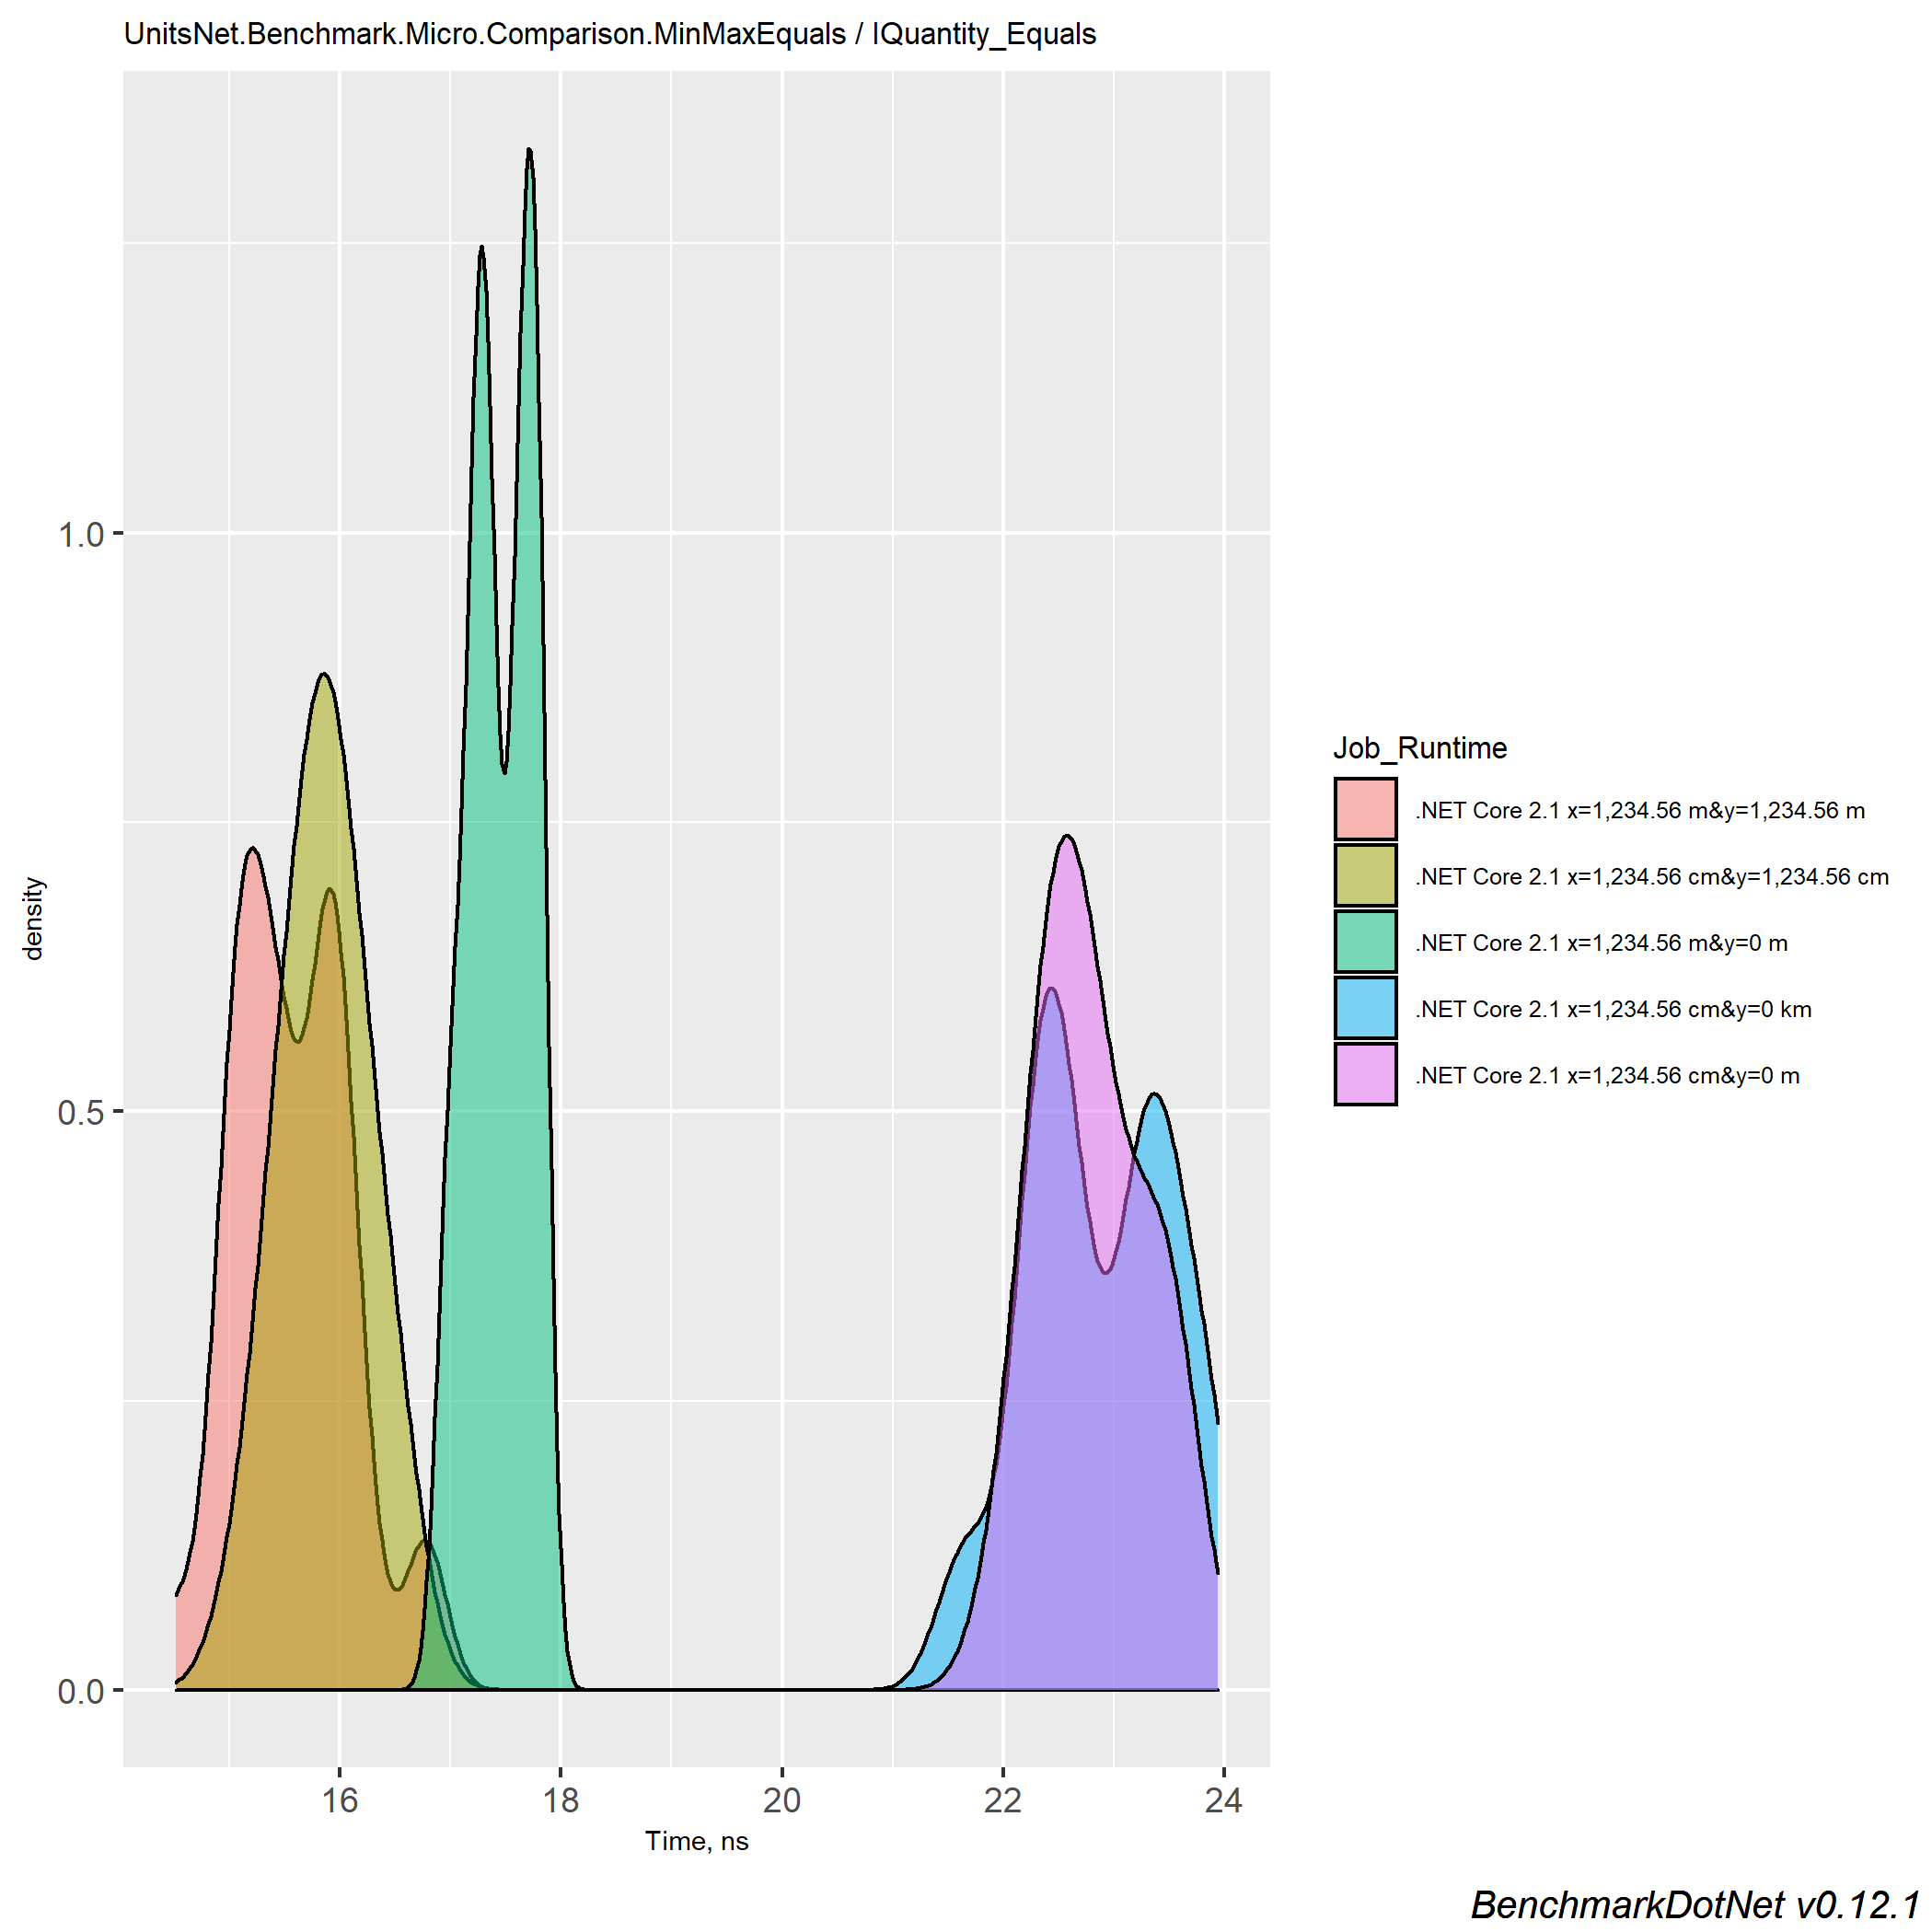 UnitsNet.Benchmark.Micro.Comparison.MinMaxEquals / IQuantity_Equals
1.0
0.5
0.0
density
16 18 20 22 24
Time, ns
Job_Runtime
.NET Core 2.1 x=1,234.56 m&y=1,234.56 m
.NET Core 2.1 x=1,234.56 cm&y=1,234.56 cm
.NET Core 2.1 x=1,234.56 m&y=0 m
.NET Core 2.1 x=1,234.56 cm&y=0 km
.NET Core 2.1 x=1,234.56 cm&y=0 m
BenchmarkDotNet v0.12.1